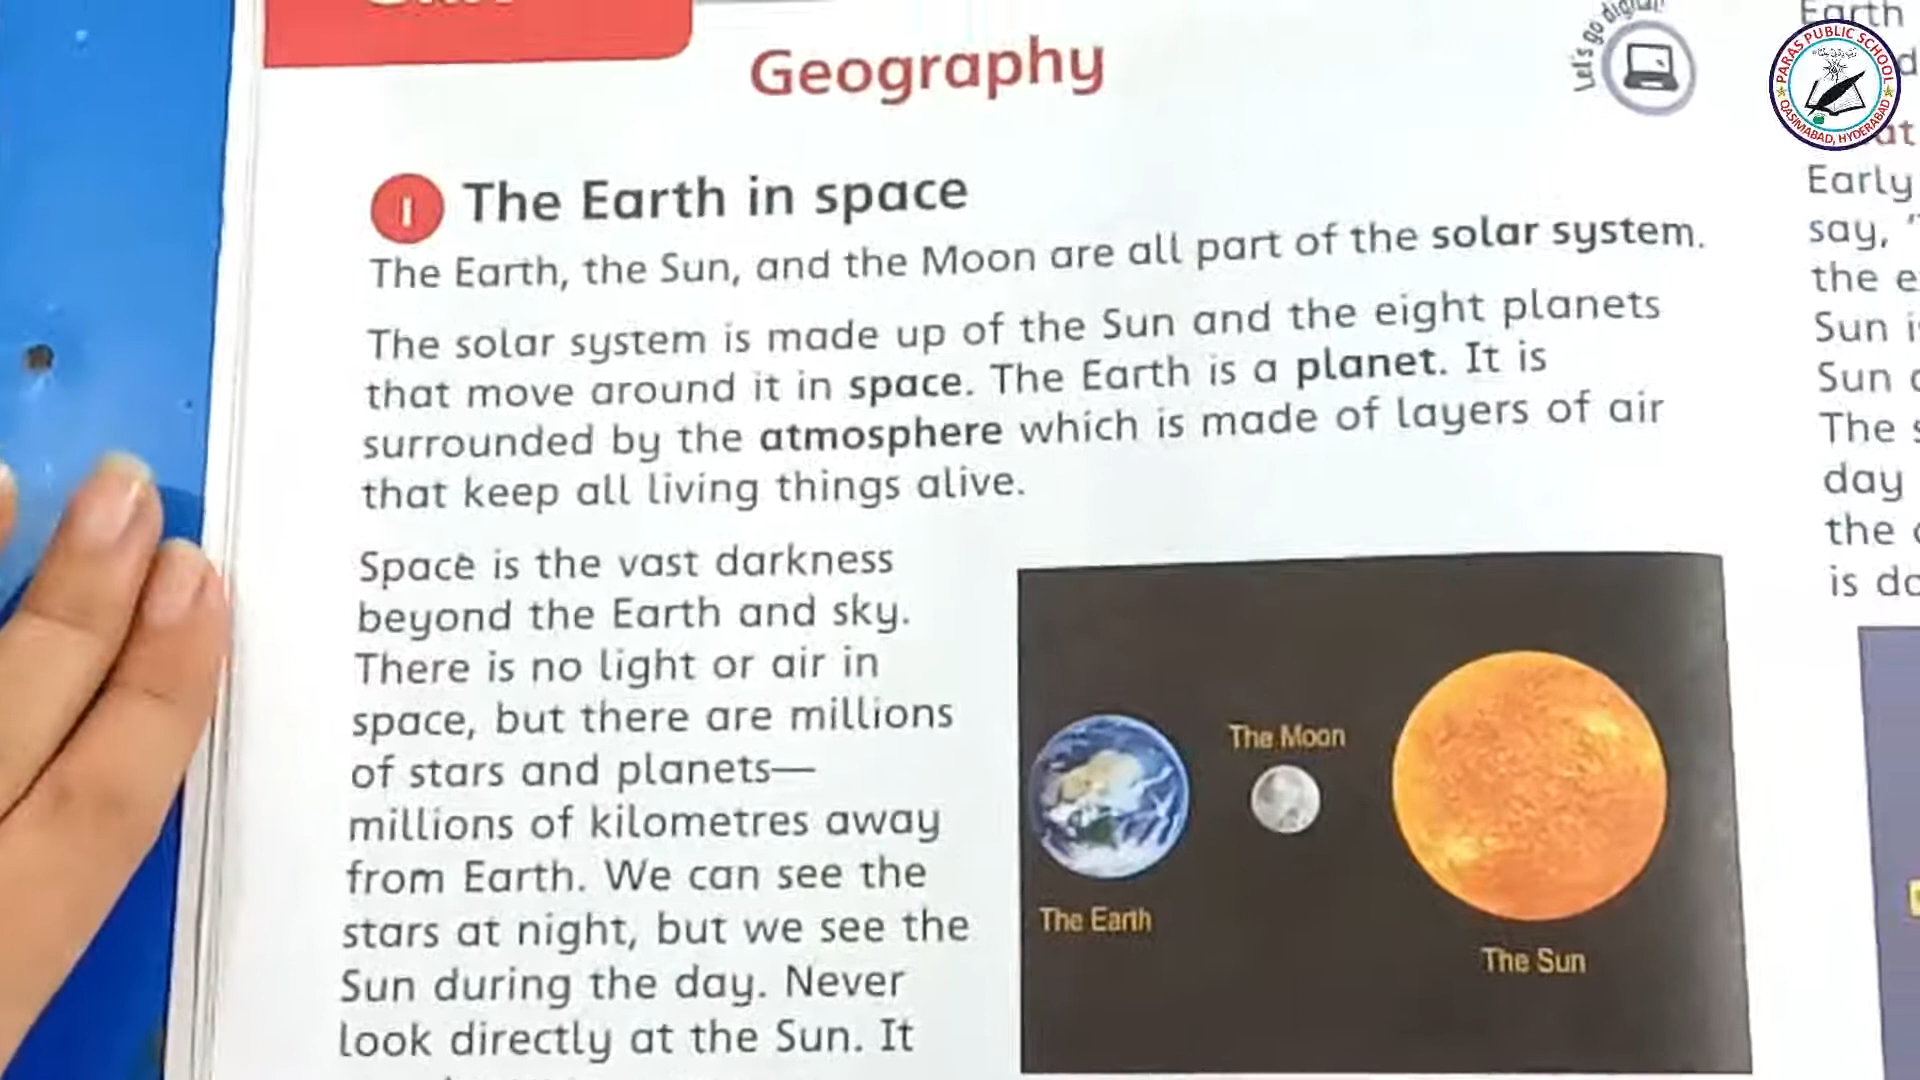 Geography
Let's go digital!
1 The Earth in space
The Earth, the Sun, and the Moon are all part of the solar system.
The solar system is made up of the Sun and the eight planets
that move around it in space. The Earth is a planet. It is
surrounded by the atmosphere which is made of layers of air
that keep all living things alive.
Space is the vast darkness
beyond the Earth and sky.
There is no light or air in
space, but there are millions
of stars and planets—
millions of kilometres away
from Earth. We can see the
stars at night, but we see the
Sun during the day. Never
look directly at the Sun. It
The Moon
The Earth
The Sun
Earth
PARAS PUBLIC SCHOOL
QASIMABAD, HYDERABAD
Early
say, "
the
Sun
Sun
The
day
the
is